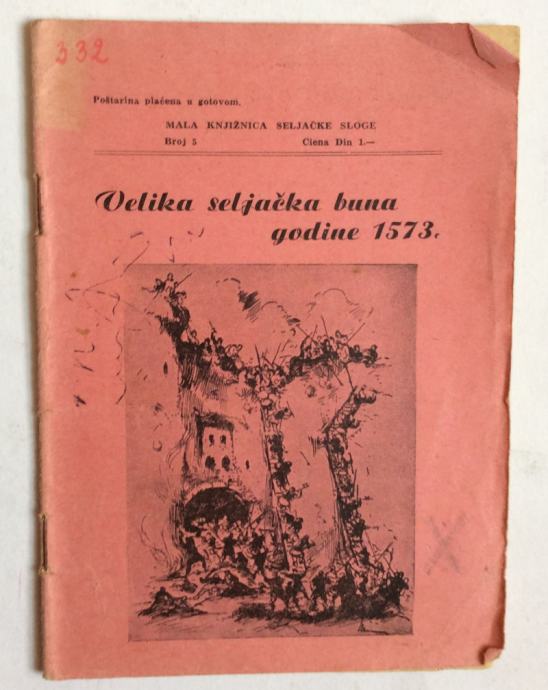 332
Poštarina plaćena u gotovom.
MALA KNJIŽNICA SELJAČKE SLOGE
Broj 5 Ciena Din 1.—
Velika seljačka buna
godine 1573.